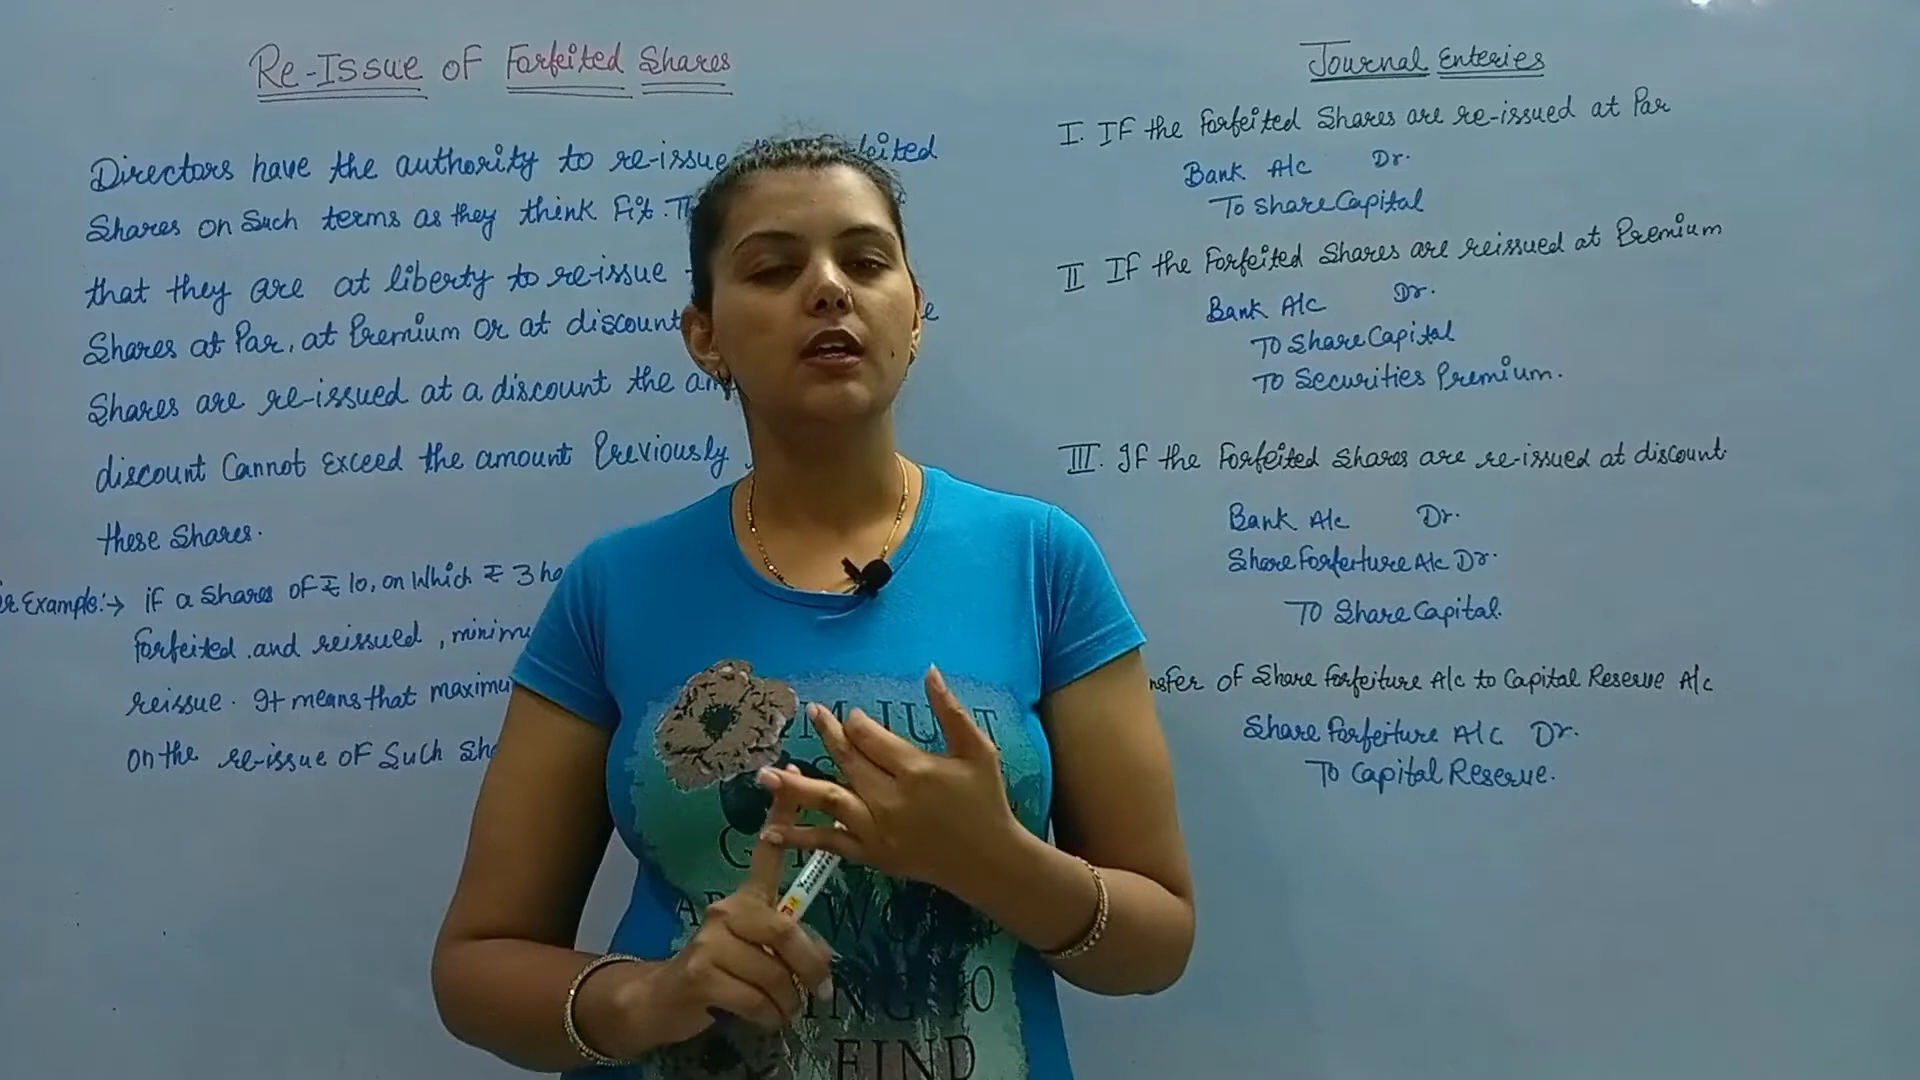 Re-Issue of Forfeited Shares
Directors have the authority to re-issue
Shares on Such terms as they think Fit.
that they are at liberty to re-issue
Shares at Par, at Premium or at discount
Shares are re-issued at a discount the
discount Cannot Exceed the amount Previously
these Shares.
Example:→ if a Shares of ₹ 10, on Which ₹ 3
Forfeited and reissued,
reissue. It means that
on the re-issue of Such
Journal Enteries
I. IF the Forfeited Shares are re-issued at Par
Bank A/c Dr.
To Share Capital
II If the Forfeited Shares are reissued at Premium
Bank A/c Dr.
To Share Capital
To Securities Premium.
III. If the Forfeited Shares are re-issued at discount.
Bank A/c Dr.
Share Forfeiture A/c Dr.
To Share Capital.
of Share Forfeiture A/c to Capital Reserve A/c
Share Forfeiture A/c Dr.
To Capital Reserve.
JUST
FIND